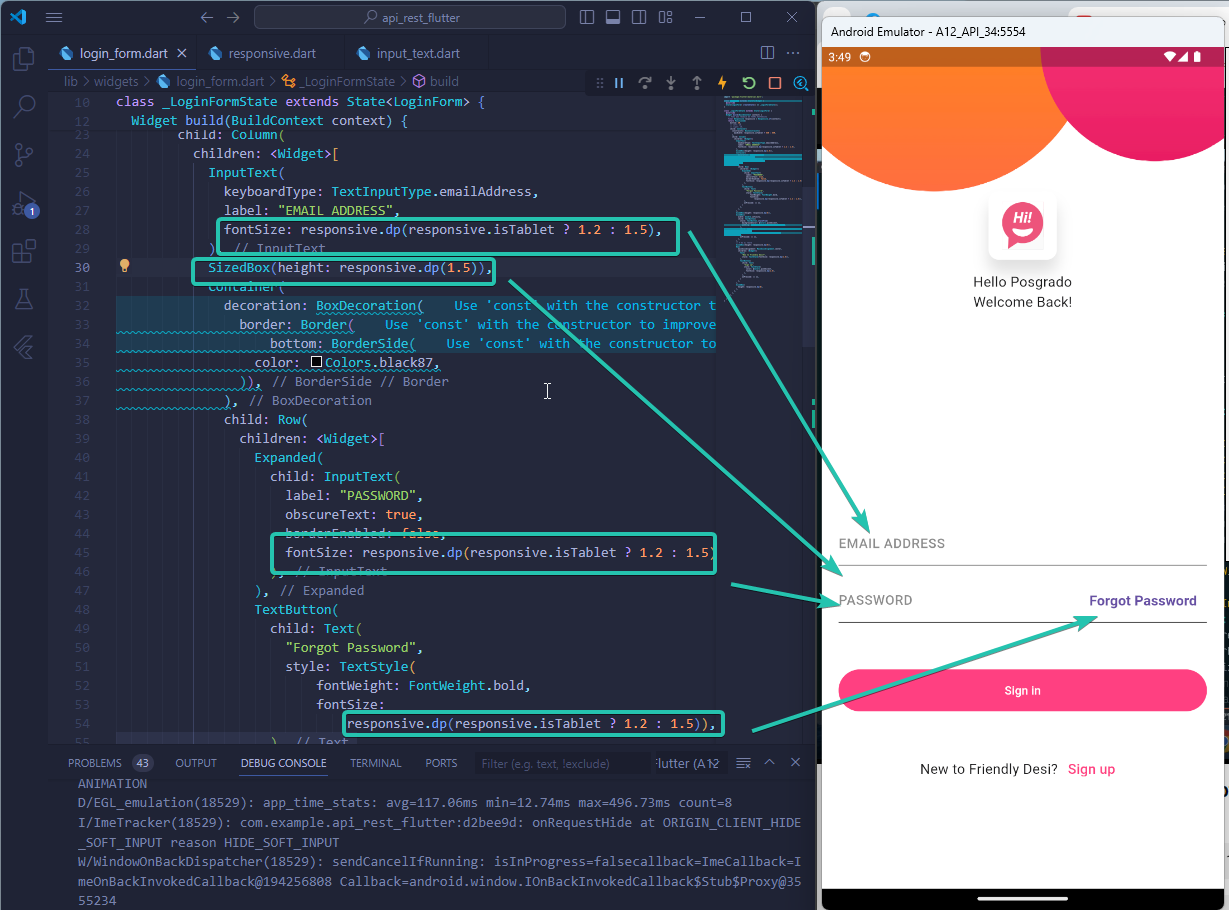 api_rest_flutter
login_form.dart
responsive.dart
input_text.dart
lib > widgets > login_form.dart > _LoginFormState > build
10 class _LoginFormState extends State<LoginForm> {
12 Widget build(BuildContext context) {
23 child: Column(
24 children: <Widget>[
25 InputText(
26 keyboardType: TextInputType.emailAddress,
27 label: "EMAIL ADDRESS",
28 fontSize: responsive.dp(responsive.isTablet ? 1.2 : 1.5),
29 ), // InputText
30 SizedBox(height: responsive.dp(1.5)),
31 Container(
32 decoration: BoxDecoration( Use 'const' with the constructor t
33 border: Border( Use 'const' with the constructor to improve
34 bottom: BorderSide( Use 'const' with the constructor to
35 color: Colors.black87,
36 )), // BorderSide // Border
37 ), // BoxDecoration
38 child: Row(
39 children: <Widget>[
40 Expanded(
41 child: InputText(
42 label: "PASSWORD",
43 obscureText: true,
44 borderEnabled: false,
45 fontSize: responsive.dp(responsive.isTablet ? 1.2 : 1.5)
46 ), // InputText
47 ), // Expanded
48 TextButton(
49 child: Text(
50 "Forgot Password",
51 style: TextStyle(
52 fontWeight: FontWeight.bold,
53 fontSize:
54 responsive.dp(responsive.isTablet ? 1.2 : 1.5)),
55 ), // Text
1
PROBLEMS 43 OUTPUT DEBUG CONSOLE TERMINAL PORTS Filter (e.g. text, !exclude) Flutter (A12
ANIMATION
D/EGL_emulation(18529): app_time_stats: avg=117.06ms min=12.74ms max=496.73ms count=8
I/ImeTracker(18529): com.example.api_rest_flutter:d2bee9d: onRequestHide at ORIGIN_CLIENT_HIDE
_SOFT_INPUT reason HIDE_SOFT_INPUT
W/WindowOnBackDispatcher(18529): sendCancelIfRunning: isInProgress=falsecallback=ImeCallback=I
meOnBackInvokedCallback@194256808 Callback=android.window.IOnBackInvokedCallback$Stub$Proxy@35
55234
Android Emulator - A12_API_34:5554
3:49
Hi!
Hello Posgrado
Welcome Back!
EMAIL ADDRESS
PASSWORD
Forgot Password
Sign in
New to Friendly Desi? Sign up